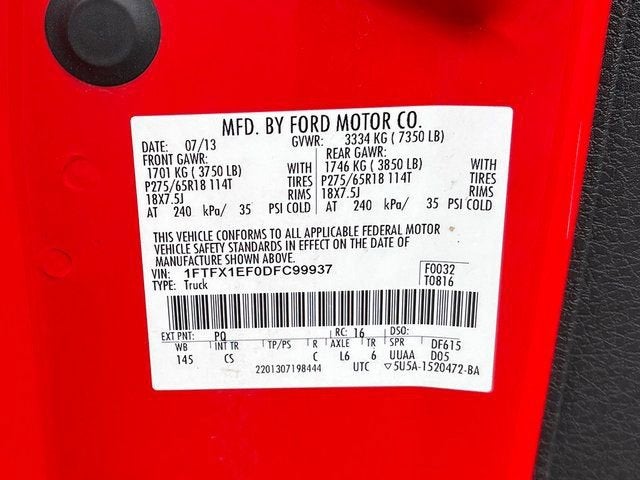 MFD. BY FORD MOTOR CO.
DATE: 07/13 GVWR: 3334 KG ( 7350 LB)
FRONT GAWR: REAR GAWR:
1701 KG ( 3750 LB) WITH 1746 KG ( 3850 LB) WITH
P275/65R18 114T TIRES P275/65R18 114T TIRES
18X7.5J RIMS 18X7.5J RIMS
AT 240 kPa/ 35 PSI COLD AT 240 kPa/ 35 PSI COLD
THIS VEHICLE CONFORMS TO ALL APPLICABLE FEDERAL MOTOR
VEHICLE SAFETY STANDARDS IN EFFECT ON THE DATE OF
MANUFACTURE SHOWN ABOVE.
VIN: 1FTFX1EF0DFC99937 F0032
TYPE: Truck T0816
EXT PNT: PQ RC: 16 DSO:
WB INT TR TP/PS R AXLE TR SPR DF615
145 CS C L6 6 UUAA D05
2201307198444 UTC ▽5U5A-1520472-BA